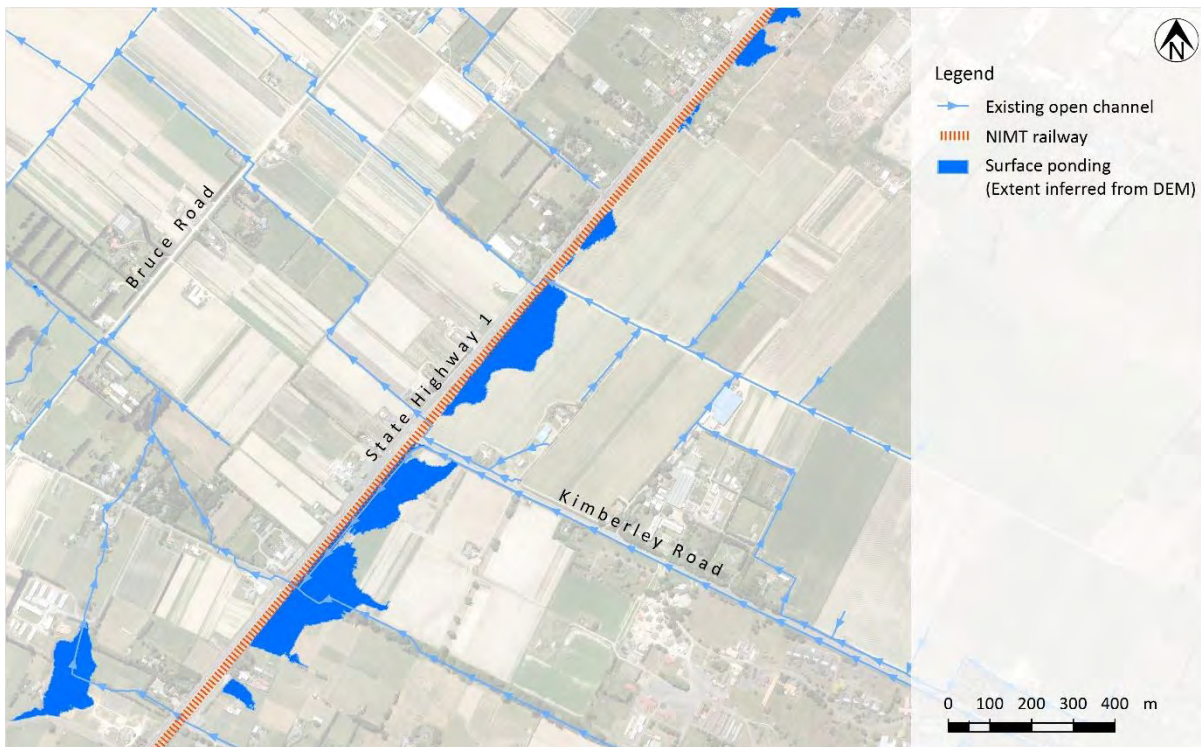 N
Legend
Existing open channel
NIMT railway
Surface ponding
(Extent inferred from DEM)
Bruce Road
State Highway 1
Kimberley Road
0 100 200 300 400 m